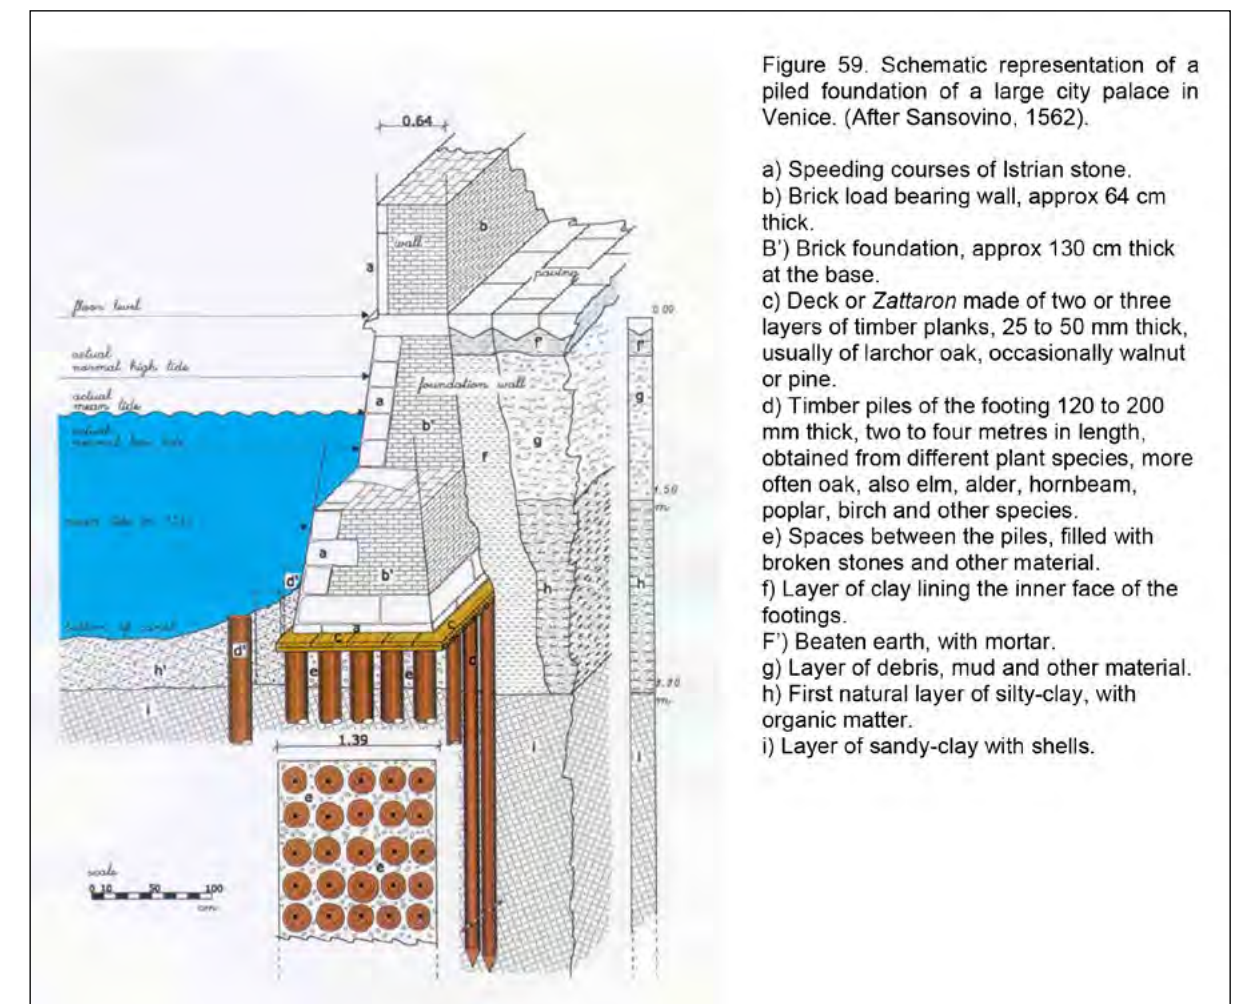 Figure 59. Schematic representation of a
piled foundation of a large city palace in
Venice. (After Sansovino, 1562).
a) Speeding courses of Istrian stone.
b) Brick load bearing wall, approx 64 cm
thick.
B') Brick foundation, approx 130 cm thick
at the base.
c) Deck or Zattaron made of two or three
layers of timber planks, 25 to 50 mm thick,
usually of larchor oak, occasionally walnut
or pine.
d) Timber piles of the footing 120 to 200
mm thick, two to four metres in length,
obtained from different plant species, more
often oak, also elm, alder, hornbeam,
poplar, birch and other species.
e) Spaces between the piles, filled with
broken stones and other material.
f) Layer of clay lining the inner face of the
footings.
F') Beaten earth, with mortar.
g) Layer of debris, mud and other material.
h) First natural layer of silty-clay, with
organic matter.
i) Layer of sandy-clay with shells.
0.64
wall
b
a
paving
floor level
0.00
f'
f'
actual
normal high tide
actual
mean tide
actual
normal low tide
foundation wall
a
b'
g
g
f
1.50
m
mean tide in
a
b'
d'
h
h
bottom of canal
a
c
c
d'
e
e
d
h'
i
m
1.39
i
i
e
e
scale
0 10 50 100
cm